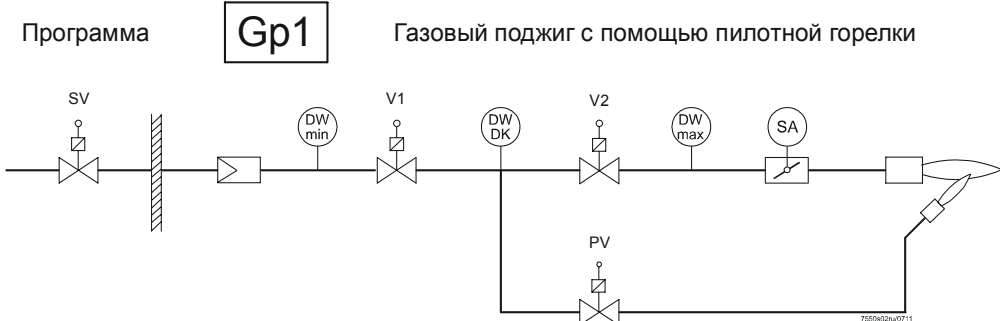 Программа Gp1 Газовый поджиг с помощью пилотной горелки
SV V1 V2
DW min DW DK DW max SA
PV
7550s02ru/0711